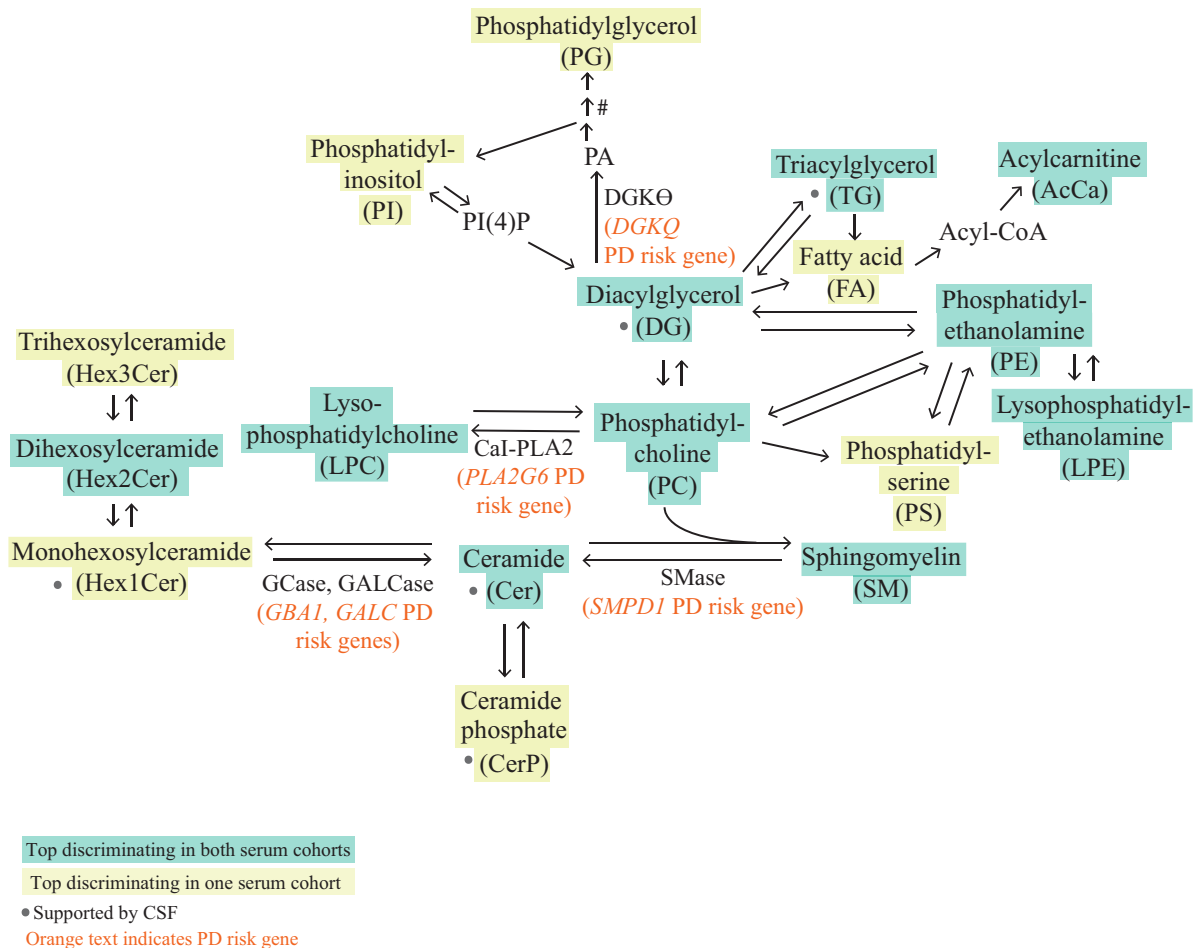 Phosphatidylglycerol
(PG)
#
Phosphatidyl-
inositol
(PI)
PA
PI(4)P
DGKΘ
(DGKQ
PD risk gene)
Triacylglycerol
• (TG)
Acylcarnitine
(AcCa)
Acyl-CoA
Fatty acid
(FA)
Diacylglycerol
• (DG)
Phosphatidyl-
ethanolamine
(PE)
Trihexosylceramide
(Hex3Cer)
Lyso-
phosphatidylcholine
(LPC)
CaI-PLA2
(PLA2G6 PD
risk gene)
Phosphatidyl-
choline
(PC)
Lysophosphatidyl-
ethanolamine
(LPE)
Phosphatidyl-
serine
(PS)
Dihexosylceramide
(Hex2Cer)
Monohexosylceramide
• (Hex1Cer)
GCase, GALCase
(GBA1, GALC PD
risk genes)
Ceramide
• (Cer)
SMase
(SMPD1 PD risk gene)
Sphingomyelin
(SM)
Ceramide
phosphate
• (CerP)
Top discriminating in both serum cohorts
Top discriminating in one serum cohort
• Supported by CSF
Orange text indicates PD risk gene